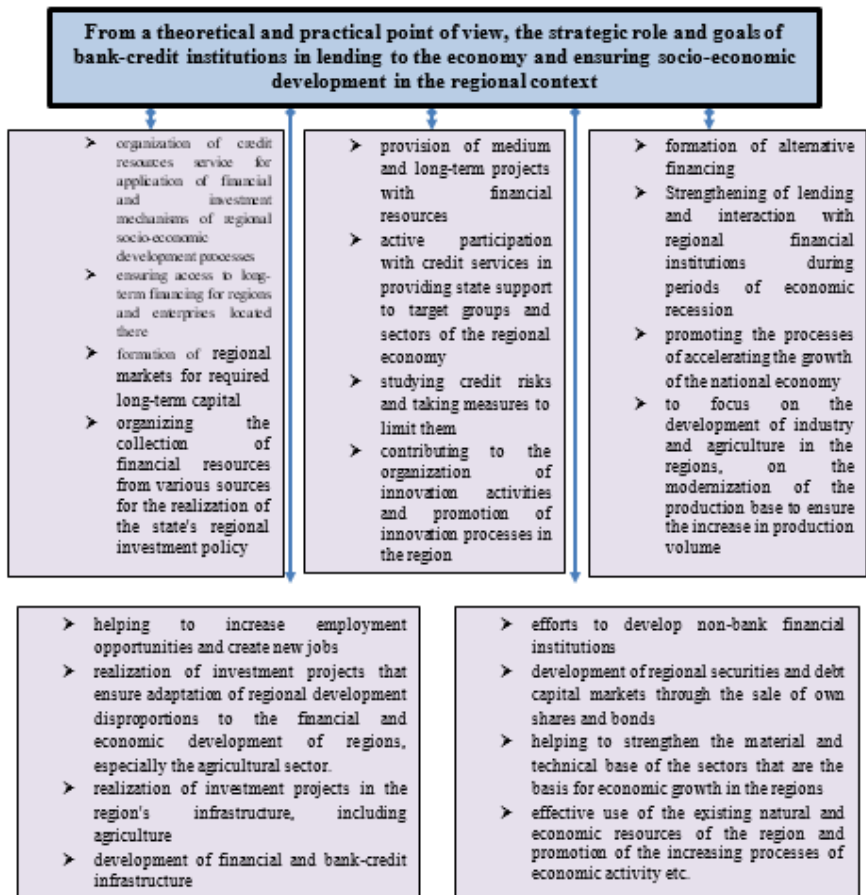 From a theoretical and practical point of view, the strategic role and goals of
bank-credit institutions in lending to the economy and ensuring socio-economic
development in the regional context
➢ organization of credit
resources service for
application of financial
and investment
mechanisms of regional
socio-economic
development processes
➢ ensuring access to long-
term financing for regions
and enterprises located
there
➢ formation of regional
markets for required
long-term capital
➢ organizing the
collection of
financial resources
from various sources
for the realization of
the state's regional
investment policy
➢ provision of medium
and long-term projects
with financial
resources
➢ active participation
with credit services in
providing state support
to target groups and
sectors of the regional
economy
➢ studying credit risks
and taking measures to
limit them
➢ contributing to the
organization of
innovation activities
and promotion of
innovation processes in
the region
➢ formation of alternative
financing
➢ Strengthening of lending
and interaction with
regional financial
institutions during
periods of economic
recession
➢ promoting the processes
of accelerating the growth
of the national economy
➢ to focus on the
development of industry
and agriculture in the
regions, on the
modernization of the
production base to ensure
the increase in production
volume
➢ helping to increase employment
opportunities and create new jobs
➢ realization of investment projects that
ensure adaptation of regional development
disproportions to the financial and
economic development of regions,
especially the agricultural sector.
➢ realization of investment projects in the
region's infrastructure, including
agriculture
➢ development of financial and bank-credit
infrastructure
➢ efforts to develop non-bank financial
institutions
➢ development of regional securities and debt
capital markets through the sale of own
shares and bonds
➢ helping to strengthen the material and
technical base of the sectors that are the
basis for economic growth in the regions
➢ effective use of the existing natural and
economic resources of the region and
promotion of the increasing processes of
economic activity etc.